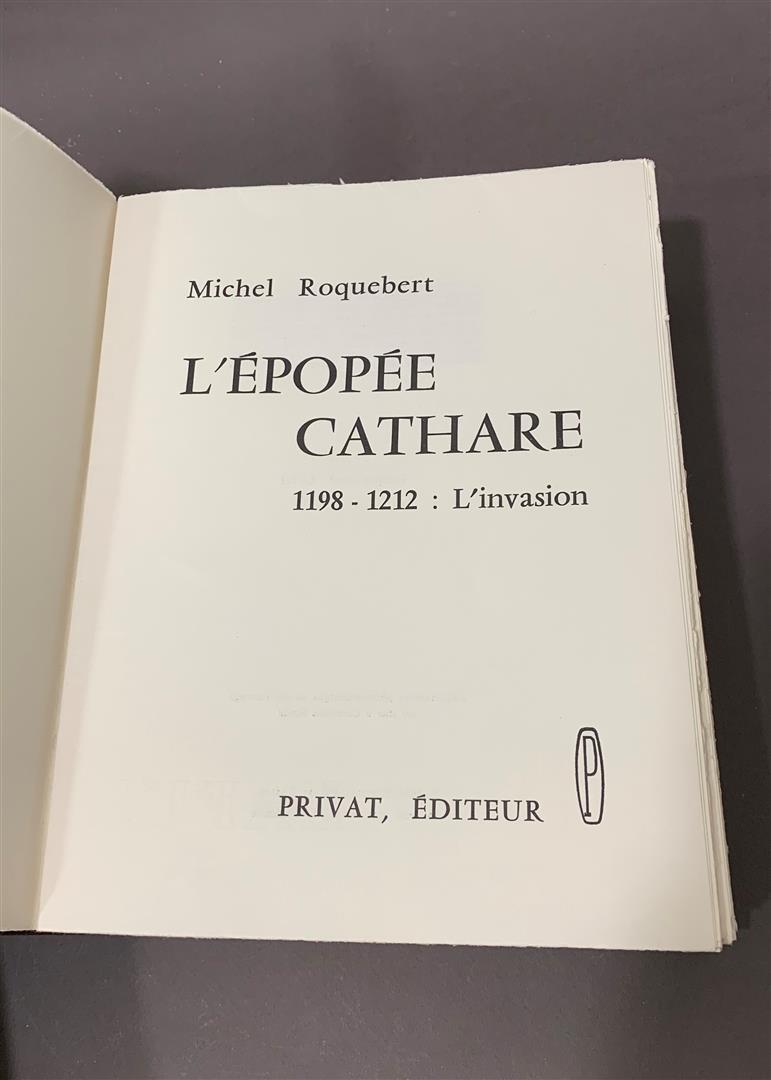 Michel Roquebert
L'ÉPOPÉE
CATHARE
1198 - 1212 : L'invasion
PRIVAT, ÉDITEUR
P